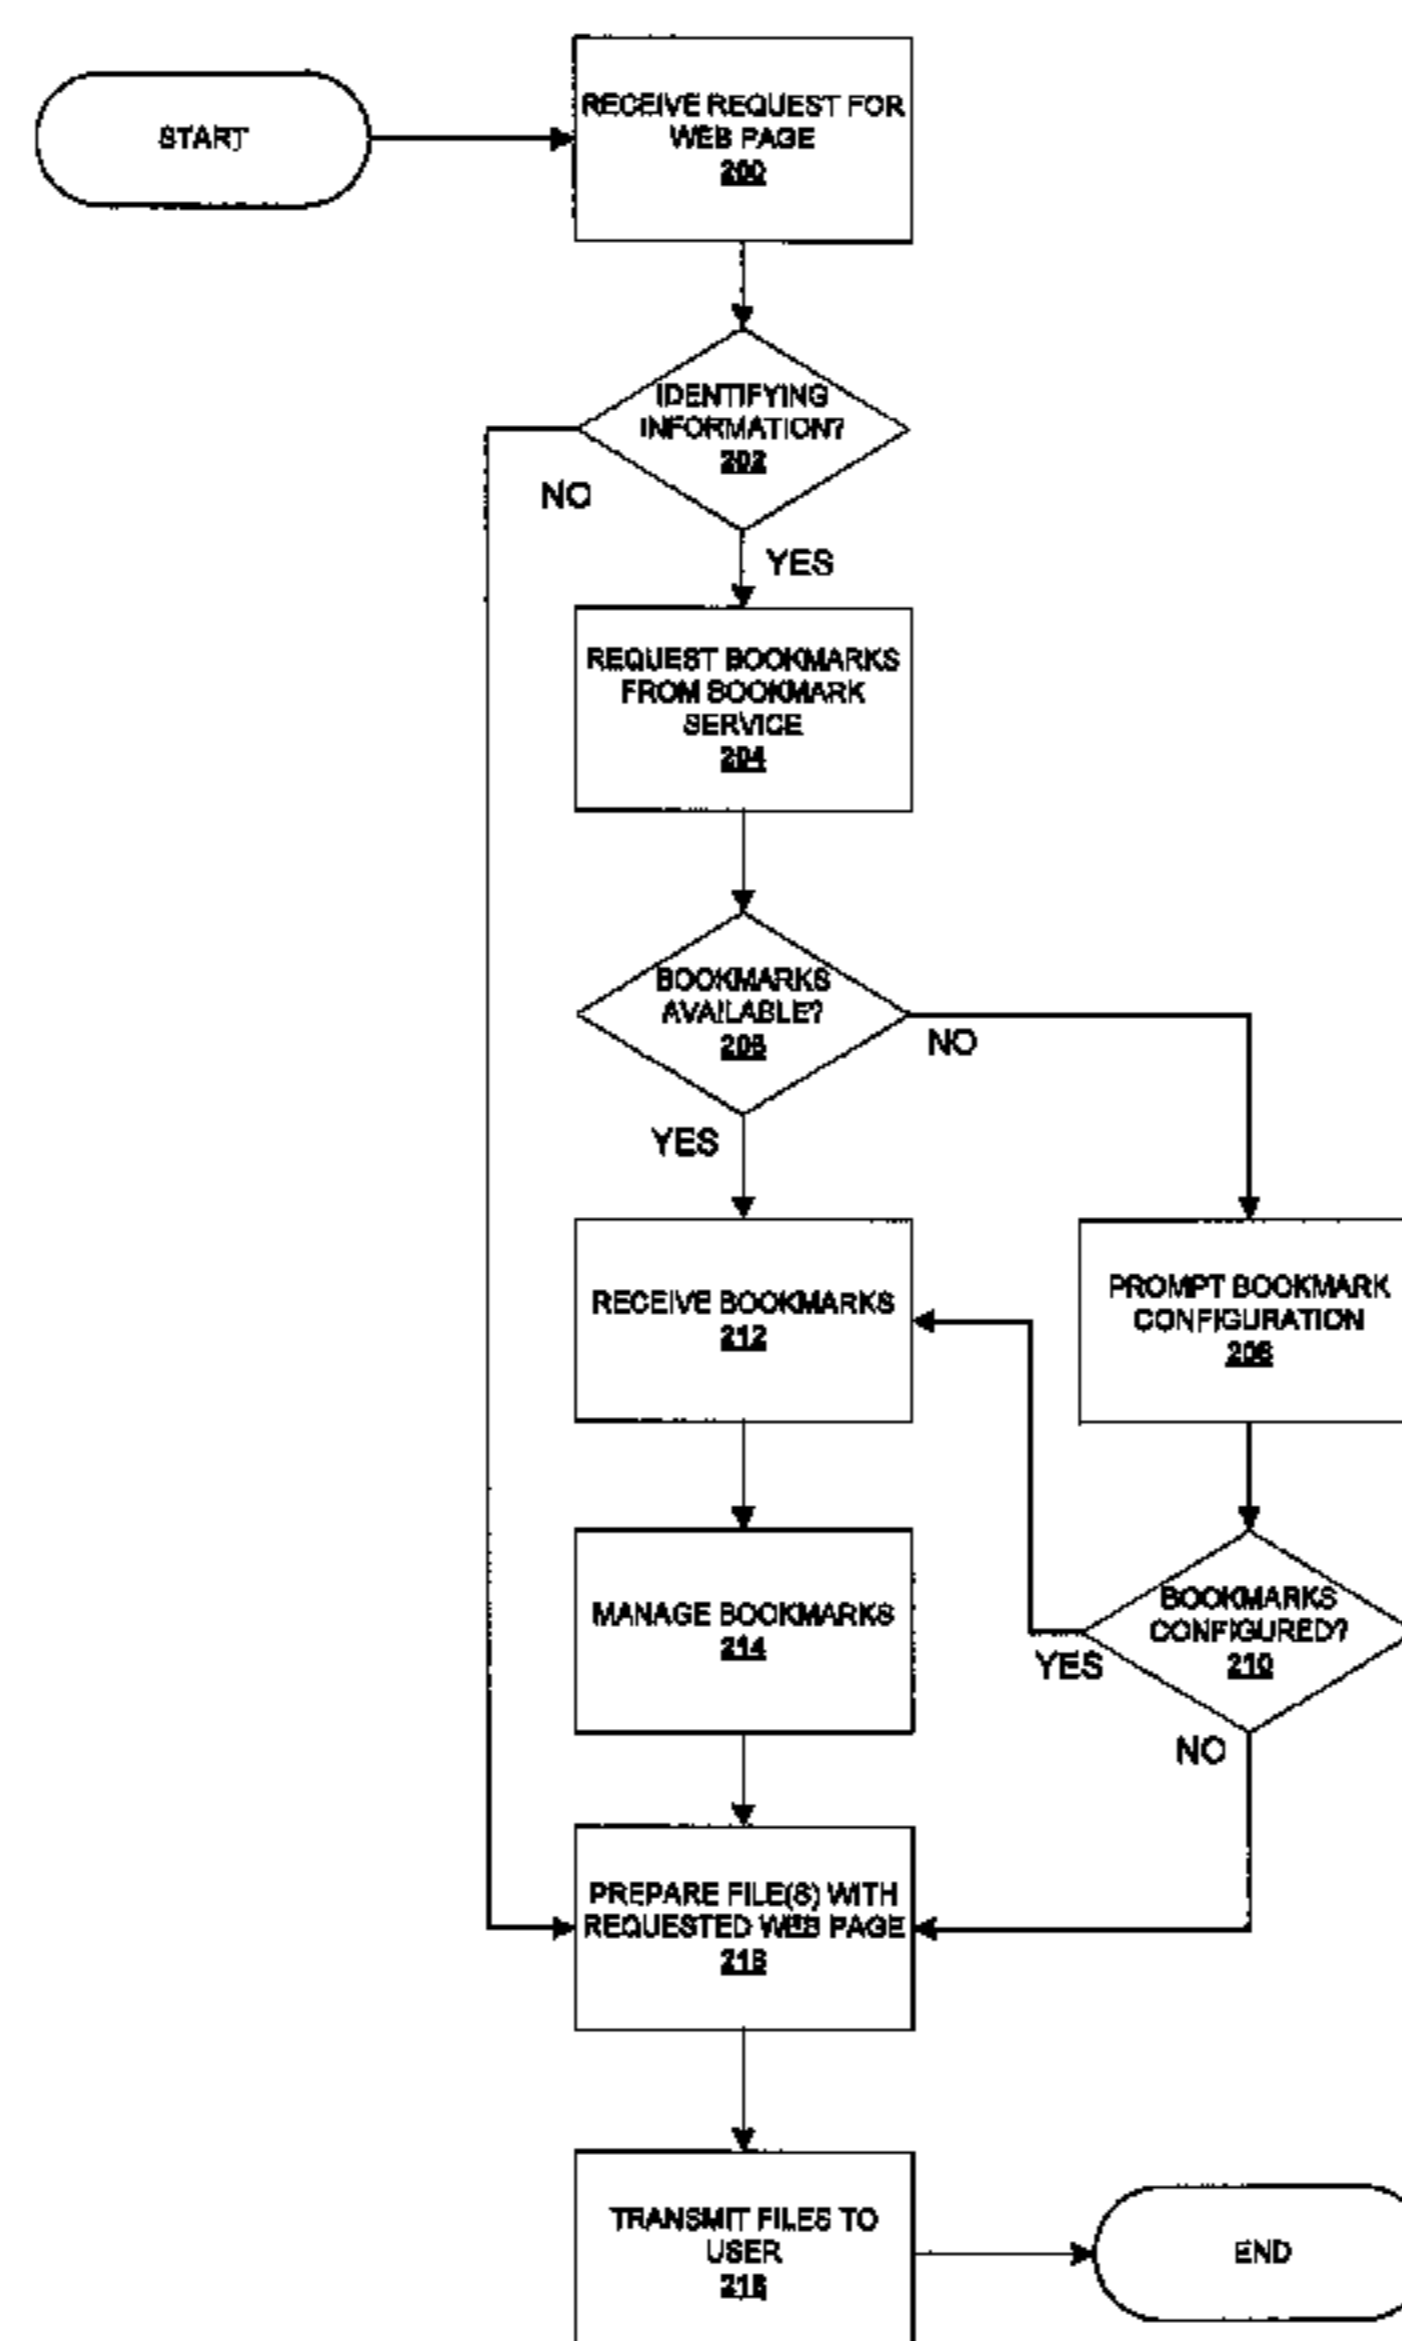 START
RECEIVE REQUEST FOR
WEB PAGE
200
IDENTIFYING
INFORMATION?
202
NO
YES
REQUEST BOOKMARKS
FROM BOOKMARK
SERVICE
204
BOOKMARKS
AVAILABLE?
206
NO
YES
RECEIVE BOOKMARKS
212
PROMPT BOOKMARK
CONFIGURATION
208
MANAGE BOOKMARKS
214
BOOKMARKS
CONFIGURED?
210
YES
NO
PREPARE FILE(S) WITH
REQUESTED WEB PAGE
216
TRANSMIT FILES TO
USER
218
END